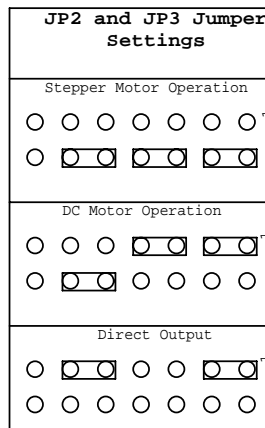 JP2 and JP3 Jumper
Settings
Stepper Motor Operation
DC Motor Operation
Direct Output